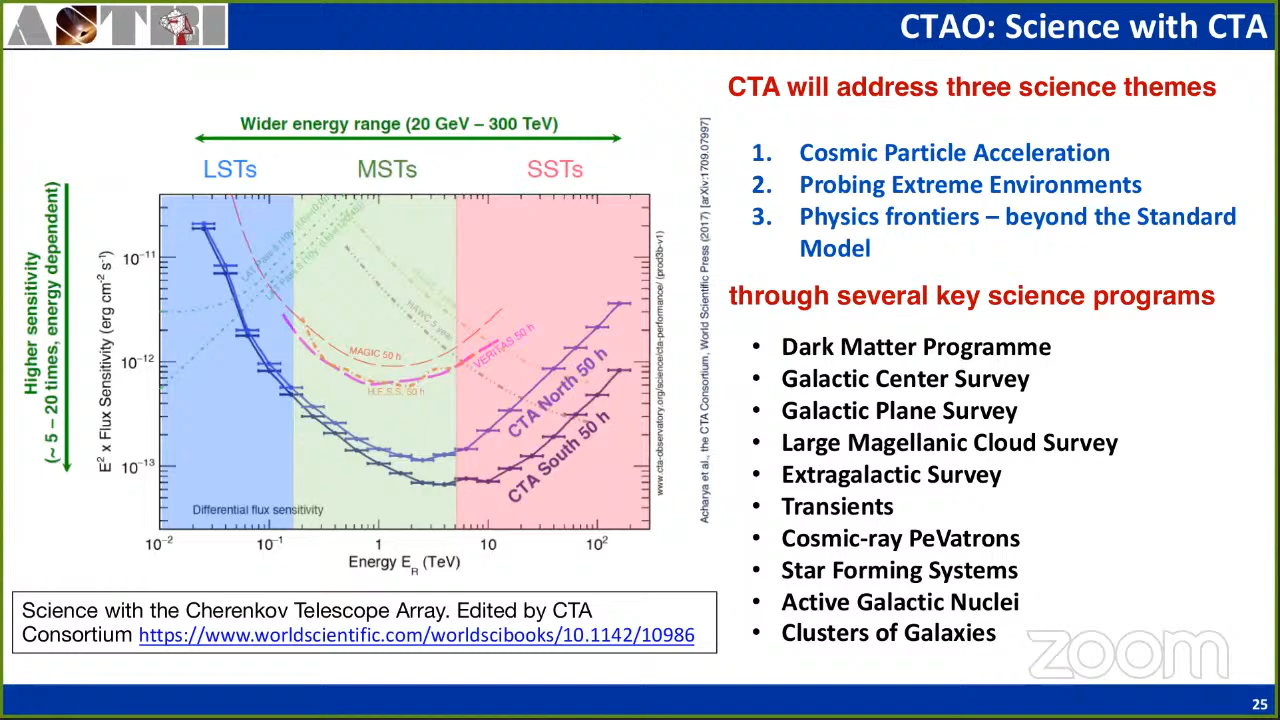 ASTRI
CTAO: Science with CTA
CTA will address three science themes
1. Cosmic Particle Acceleration
2. Probing Extreme Environments
3. Physics frontiers – beyond the Standard
Model
through several key science programs
• Dark Matter Programme
• Galactic Center Survey
• Galactic Plane Survey
• Large Magellanic Cloud Survey
• Extragalactic Survey
• Transients
• Cosmic-ray PeVatrons
• Star Forming Systems
• Active Galactic Nuclei
• Clusters of Galaxies
Wider energy range (20 GeV – 300 TeV)
LSTs MSTs SSTs
Higher sensitivity
(~ 5 – 20 times, energy dependent)
E² x Flux Sensitivity (erg cm⁻² s⁻¹)
10⁻¹¹
10⁻¹²
10⁻¹³
MAGIC 50 h
VERITAS 50 h
H.E.S.S. 50 h
CTA North 50 h
CTA South 50 h
Differential flux sensitivity
10⁻² 10⁻¹ 1 10 10²
Energy E_R (TeV)
www.cta-observatory.org/science/cta-performance/ (prod3b-v1)
Acharya et al., the CTA Consortium, World Scientific Press (2017) [arXiv:1709.07997]
Science with the Cherenkov Telescope Array. Edited by CTA
Consortium https://www.worldscientific.com/worldscibooks/10.1142/10986
zoom
25